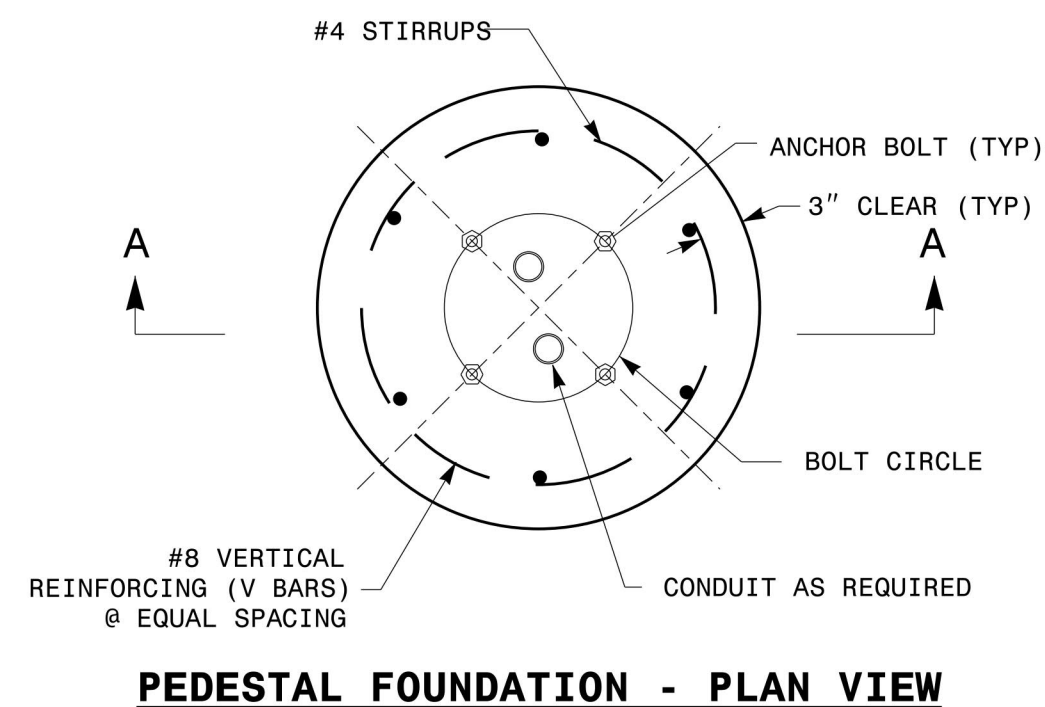 #4 STIRRUPS
ANCHOR BOLT (TYP)
3" CLEAR (TYP)
A
A
BOLT CIRCLE
#8 VERTICAL
REINFORCING (V BARS)
@ EQUAL SPACING
CONDUIT AS REQUIRED
PEDESTAL FOUNDATION - PLAN VIEW